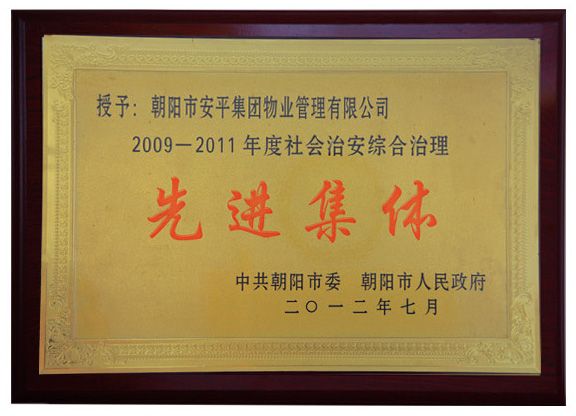 授予：朝阳市安平集团物业管理有限公司
2009－2011年度社会治安综合治理
先进集体
中共朝阳市委 朝阳市人民政府
二〇一二年七月